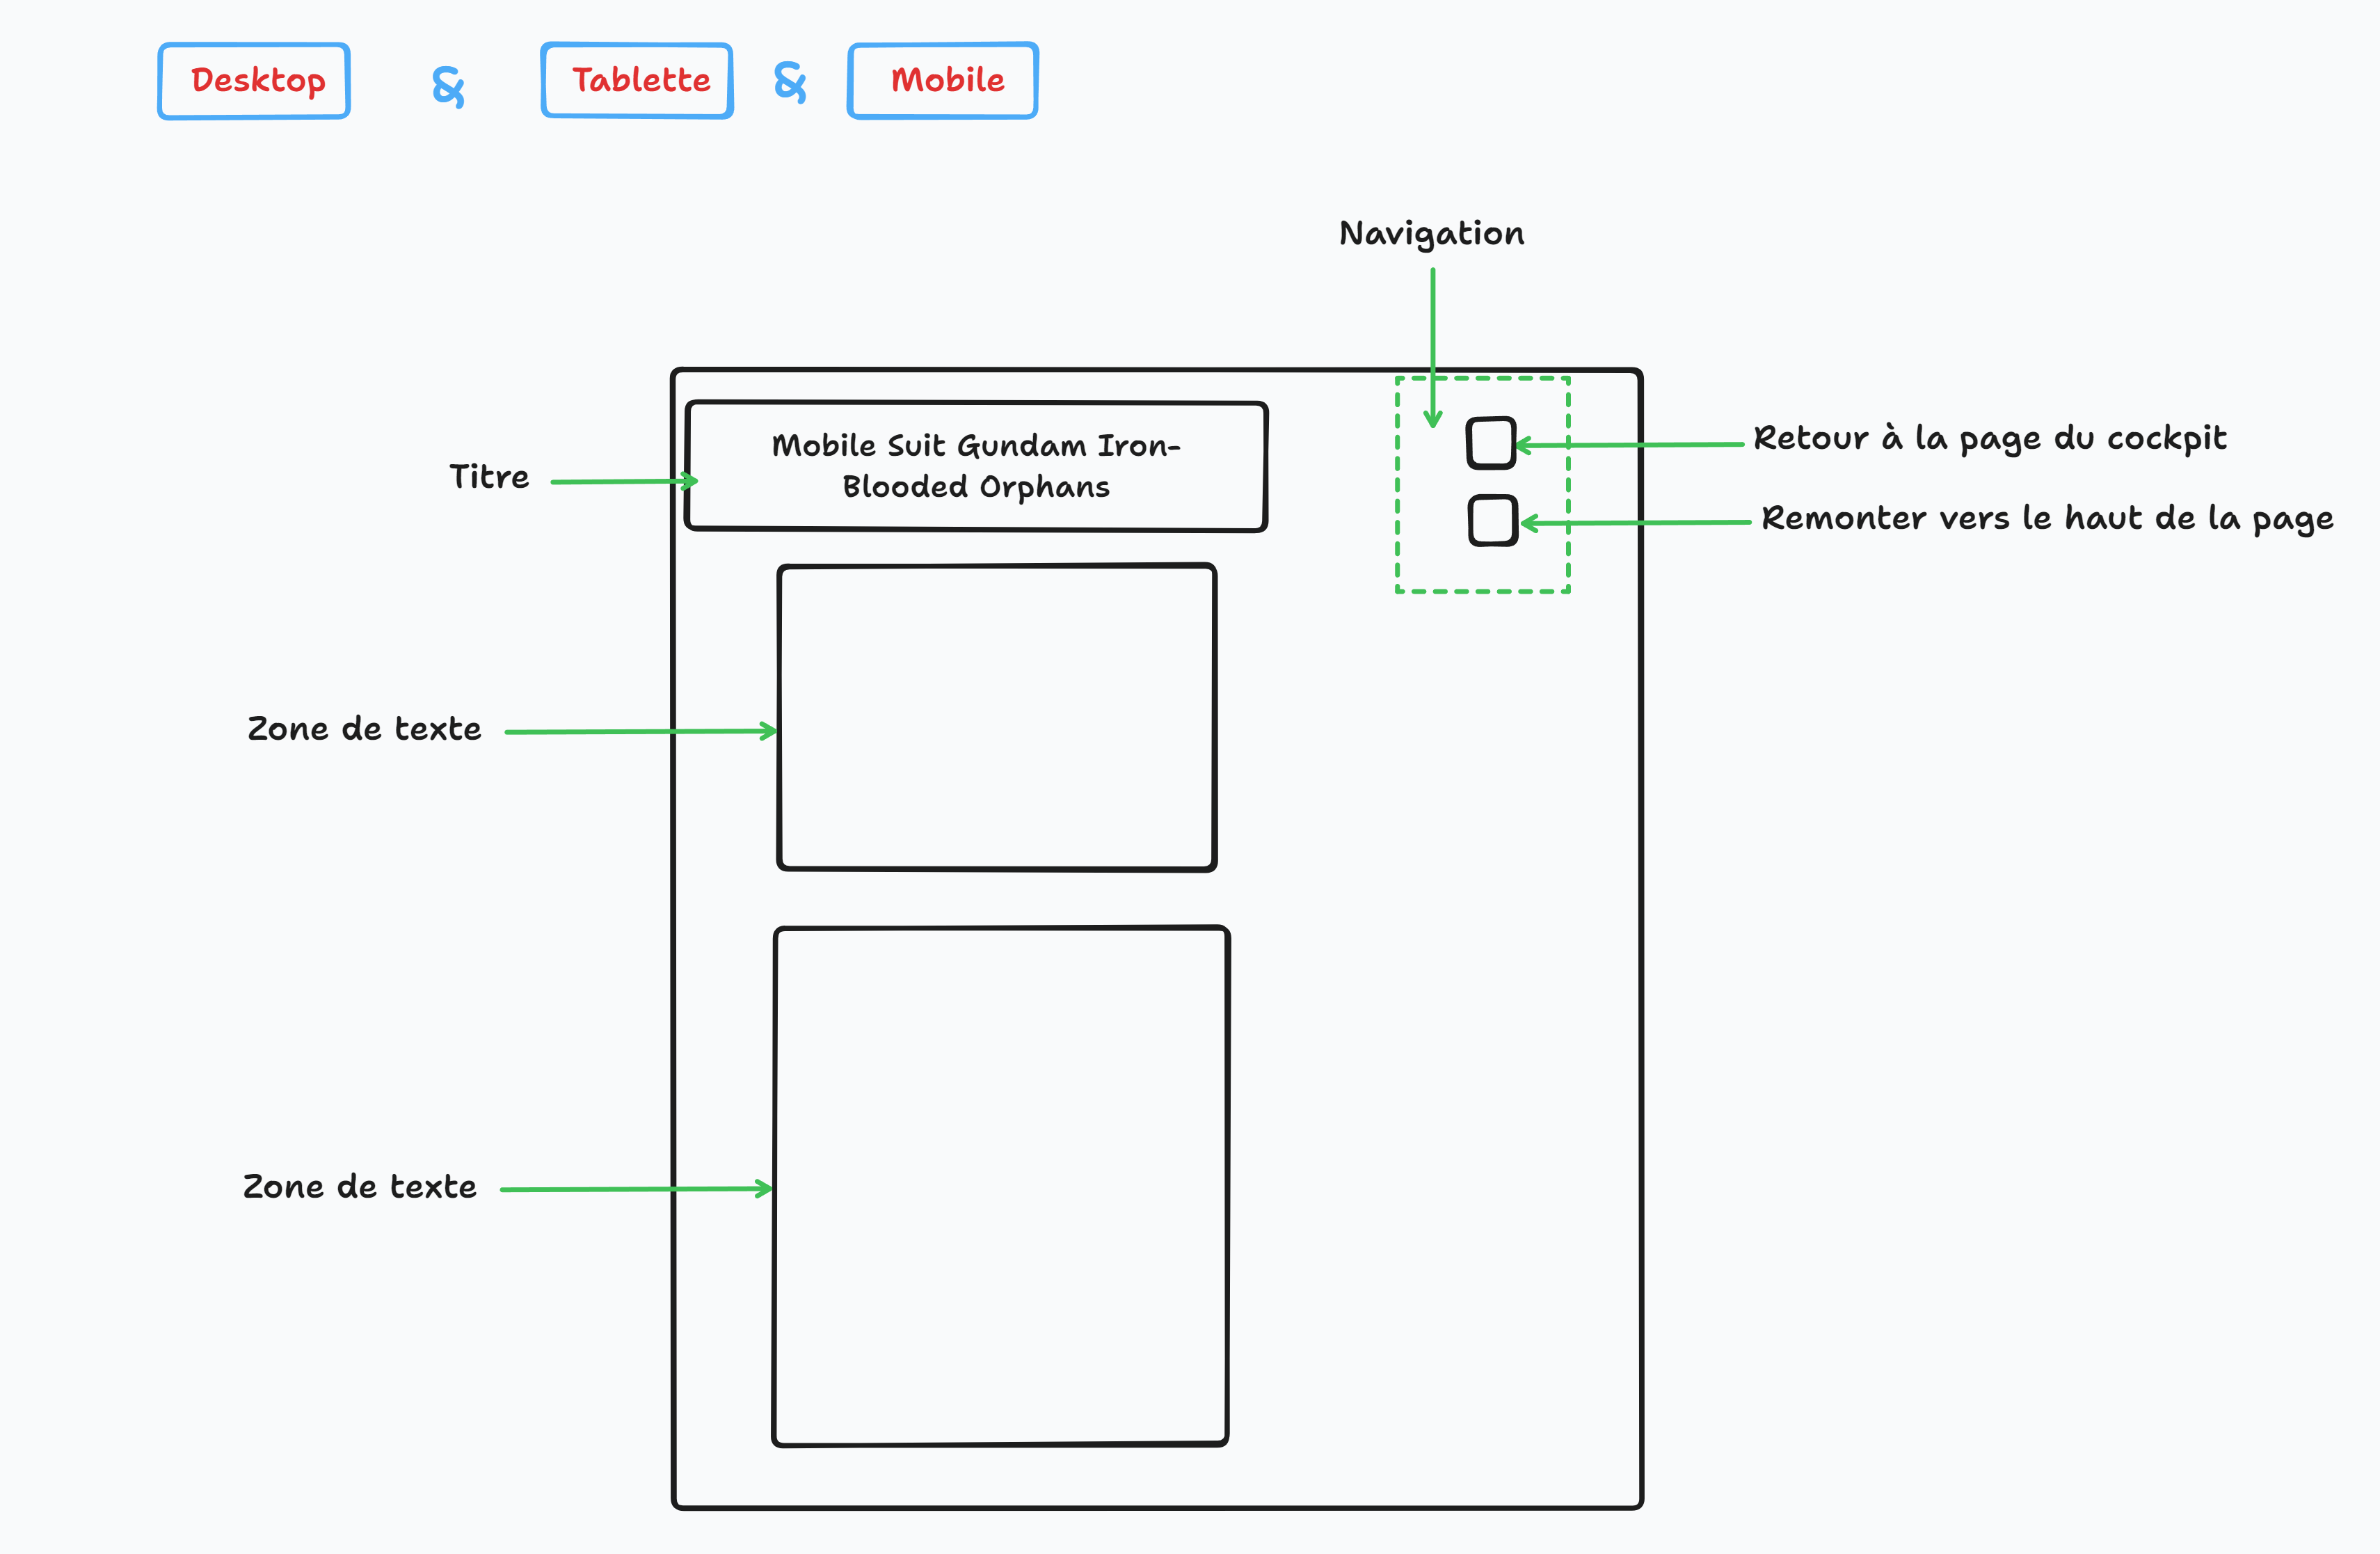 Desktop & Tablette & Mobile
Navigation
Mobile Suit Gundam Iron-
Blooded Orphans
Titre
Retour à la page du cockpit
Remonter vers le haut de la page
Zone de texte
Zone de texte